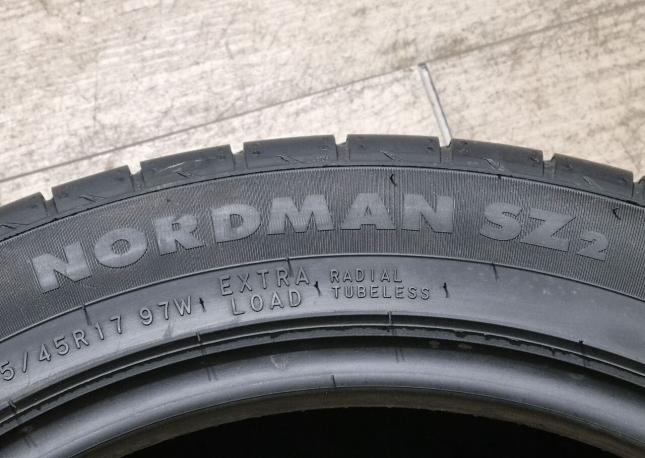 NORDMAN SZ2
5/45R17 97W EXTRA LOAD RADIAL TUBELESS